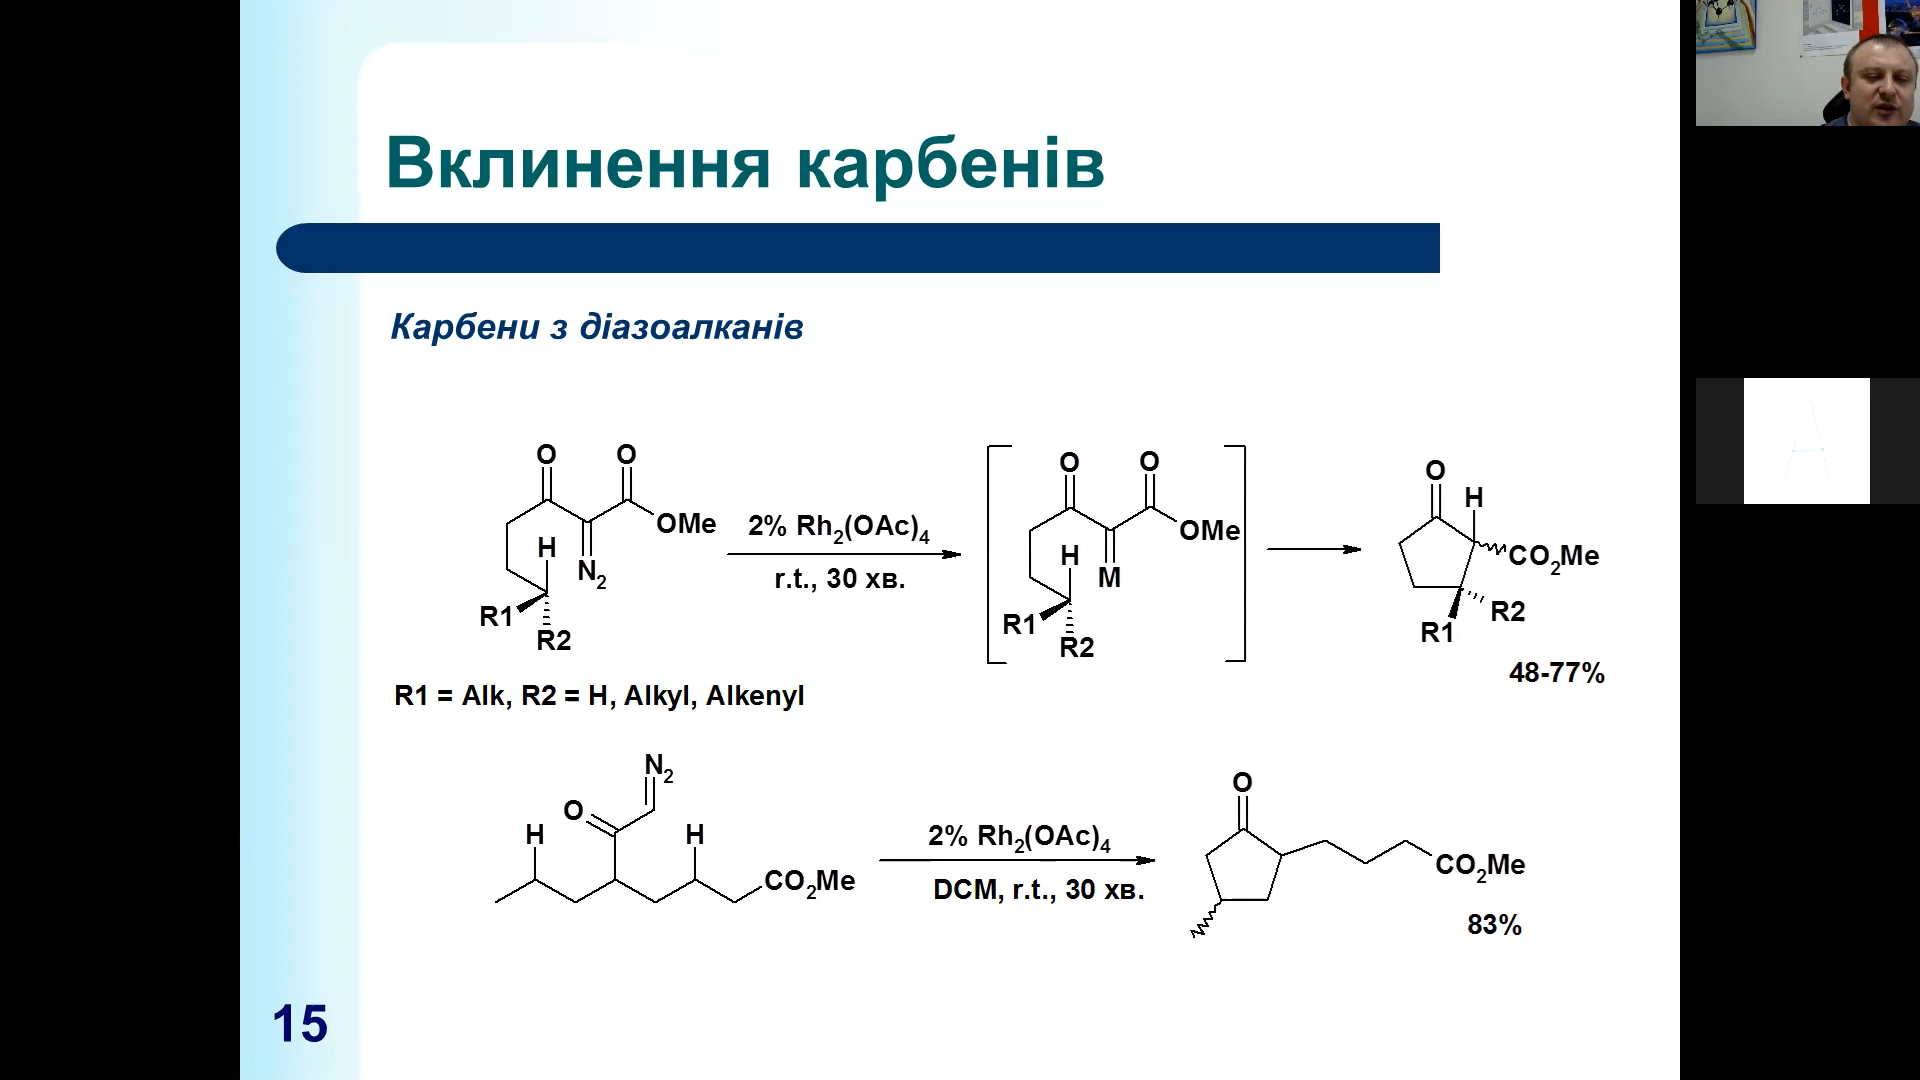 Вклинення карбенів
Карбени з діазоалканів
O O
OMe
H
N2
R1
R2
2% Rh2(OAc)4
r.t., 30 хв.
O O
OMe
H
M
R1
R2
O
H
CO2Me
R2
R1
48-77%
R1 = Alk, R2 = H, Alkyl, Alkenyl
N2
O
H H
CO2Me
2% Rh2(OAc)4
DCM, r.t., 30 хв.
O
CO2Me
83%
15